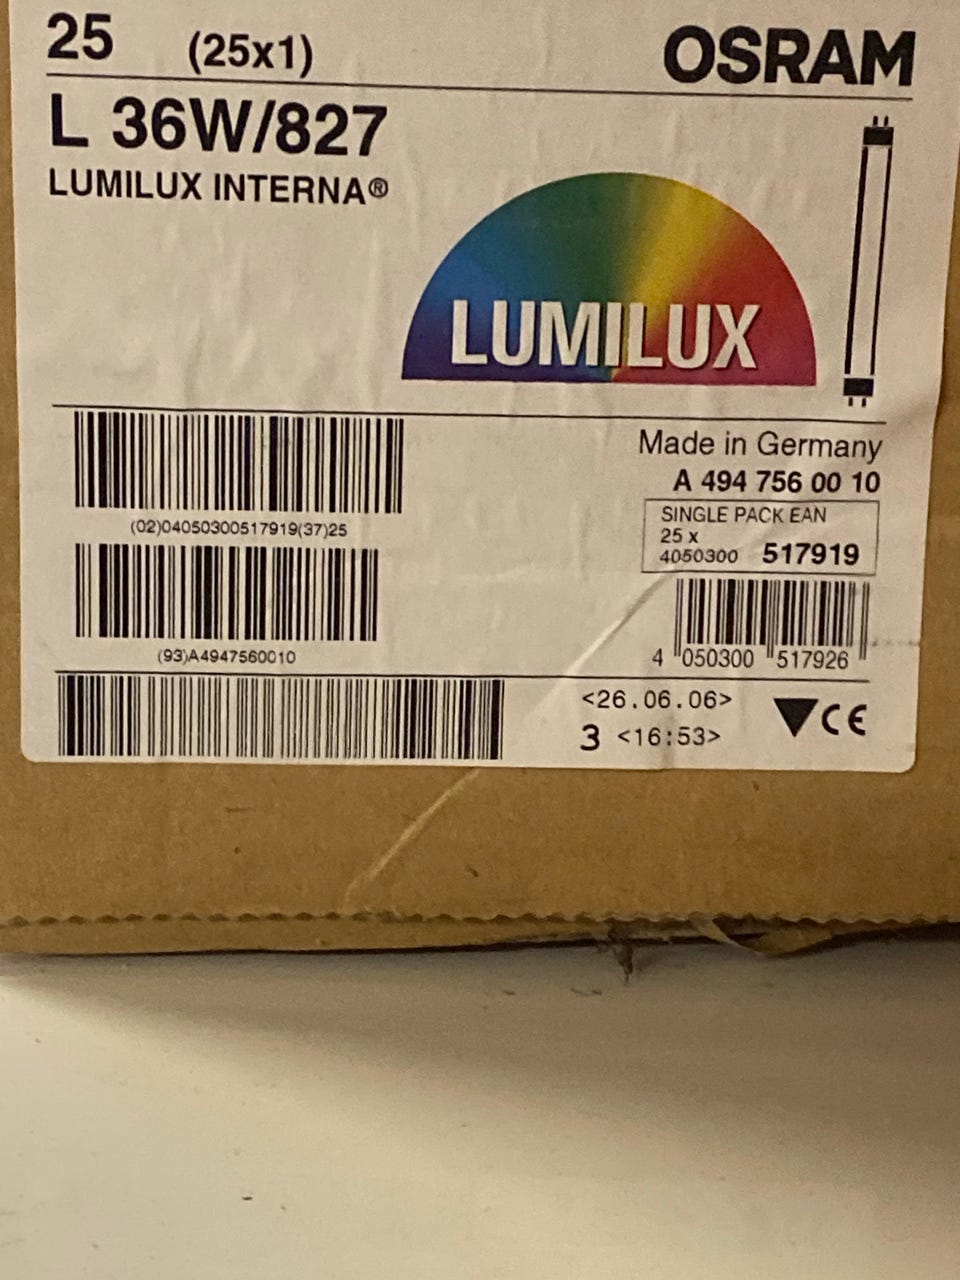 25 (25x1) OSRAM
L 36W/827
LUMILUX INTERNA®
LUMILUX
(02)04050300517919(37)25
(93)A4947560010
Made in Germany
A 494 756 00 10
SINGLE PACK EAN
25 x
4050300 517919
4 050300 517926
<26.06.06>
3 <16:53>
CE